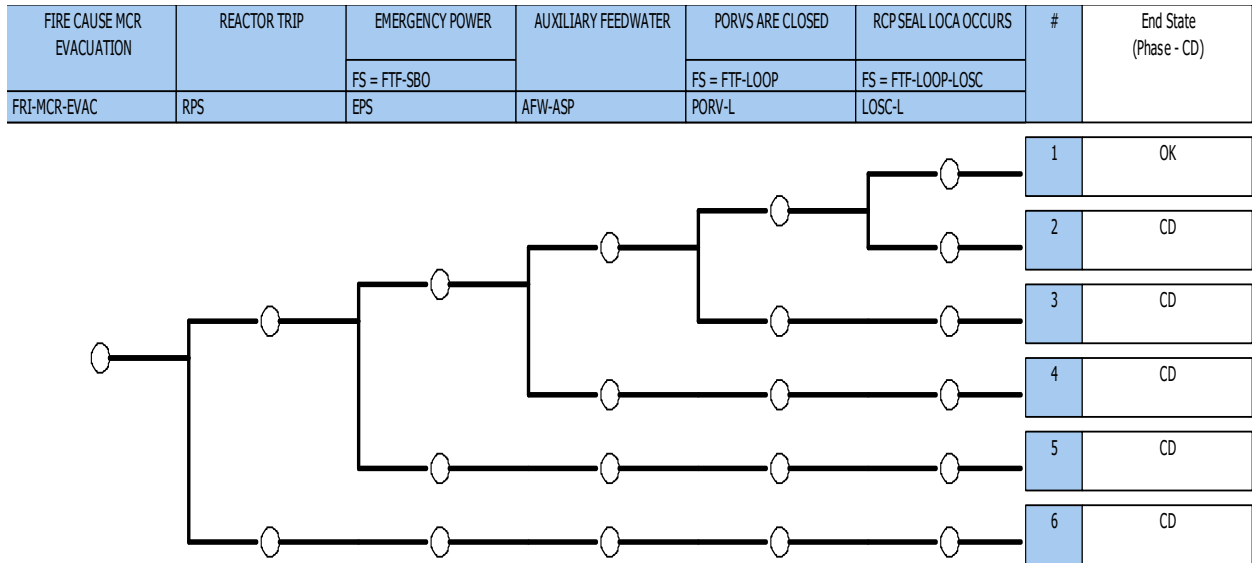 FIRE CAUSE MCR EVACUATION
REACTOR TRIP
EMERGENCY POWER
AUXILIARY FEEDWATER
PORVS ARE CLOSED
RCP SEAL LOCA OCCURS
#
End State
(Phase - CD)
FS = FTF-SBO
FS = FTF-LOOP
FS = FTF-LOOP-LOSC
FRI-MCR-EVAC
RPS
EPS
AFW-ASP
PORV-L
LOSC-L
1 OK
2 CD
3 CD
4 CD
5 CD
6 CD